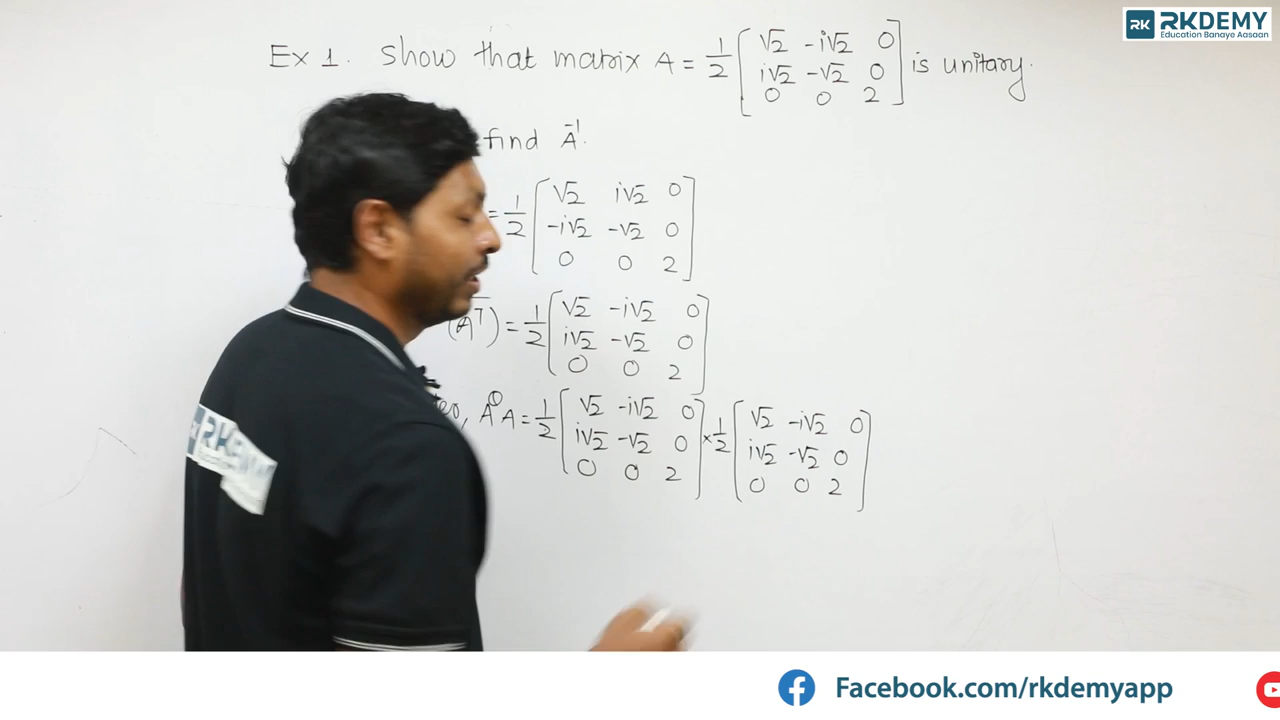 RK RKDEMY
Education Banaye Aasaan
Ex 1. Show that matrix A = 1/2 [ √2 -i√2 0
i√2 -√2 0
0 0 2 ] is unitary.
find A⁻¹.
= 1/2 [ √2 i√2 0
-i√2 -√2 0
0 0 2 ]
(Aᵀ) = 1/2 [ √2 -i√2 0
i√2 -√2 0
0 0 2 ]
, A^θ A = 1/2 [ √2 -i√2 0
i√2 -√2 0
0 0 2 ] × 1/2 [ √2 -i√2 0
i√2 -√2 0
0 0 2 ]
Facebook.com/rkdemyapp